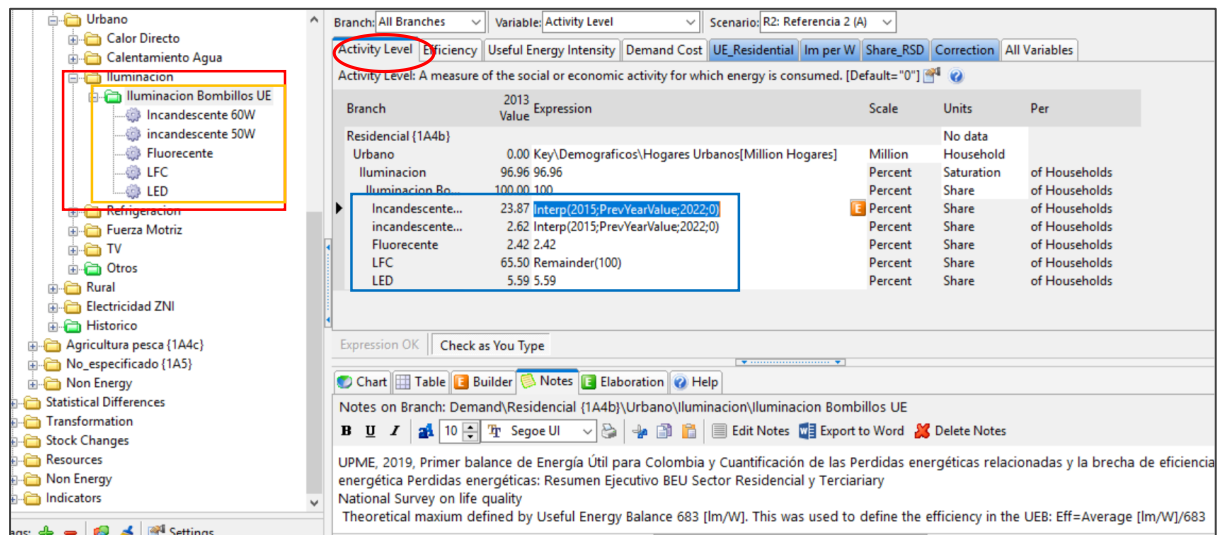 Urbano
Calor Directo
Calentamiento Agua
Iluminacion
Iluminacion Bombillos UE
Incandescente 60W
incandescente 50W
Fluorecente
LFC
LED
Refrigeracion
Fuerza Motriz
TV
Otros
Rural
Electricidad ZNI
Historico
Agricultura pesca {1A4c}
No_especificado {1A5}
Non Energy
Statistical Differences
Transformation
Stock Changes
Resources
Non Energy
Indicators
Settings
Branch: All Branches Variable: Activity Level Scenario: R2: Referencia 2 (A)
Activity Level Efficiency Useful Energy Intensity Demand Cost UE_Residential lm per W Share_RSD Correction All Variables
Activity Level: A measure of the social or economic activity for which energy is consumed. [Default="0"]
Branch 2013 Value Expression Scale Units Per
Residencial {1A4b} No data
Urbano 0.00 Key\Demograficos\Hogares Urbanos[Million Hogares] Million Household
Iluminacion 96.96 96.96 Percent Saturation of Households
Iluminacion Bo... 100.00 100 Percent Share of Households
Incandescente... 23.87 Interp(2015;PrevYearValue;2022;0) E Percent Share of Households
incandescente... 2.62 Interp(2015;PrevYearValue;2022;0) Percent Share of Households
Fluorecente 2.42 2.42 Percent Share of Households
LFC 65.50 Remainder(100) Percent Share of Households
LED 5.59 5.59 Percent Share of Households
Expression OK Check as You Type
Chart Table E Builder Notes E Elaboration Help
Notes on Branch: Demand\Residencial {1A4b}\Urbano\Iluminacion\Iluminacion Bombillos UE
B U I 10 Segoe UI Edit Notes Export to Word Delete Notes
UPME, 2019, Primer balance de Energía Útil para Colombia y Cuantificación de las Perdidas energéticas relacionadas y la brecha de eficiencia
energética Perdidas energéticas: Resumen Ejecutivo BEU Sector Residencial y Terciariary
National Survey on life quality
Theoretical maxium defined by Useful Energy Balance 683 [lm/W]. This was used to define the efficiency in the UEB: Eff=Average [lm/W]/683